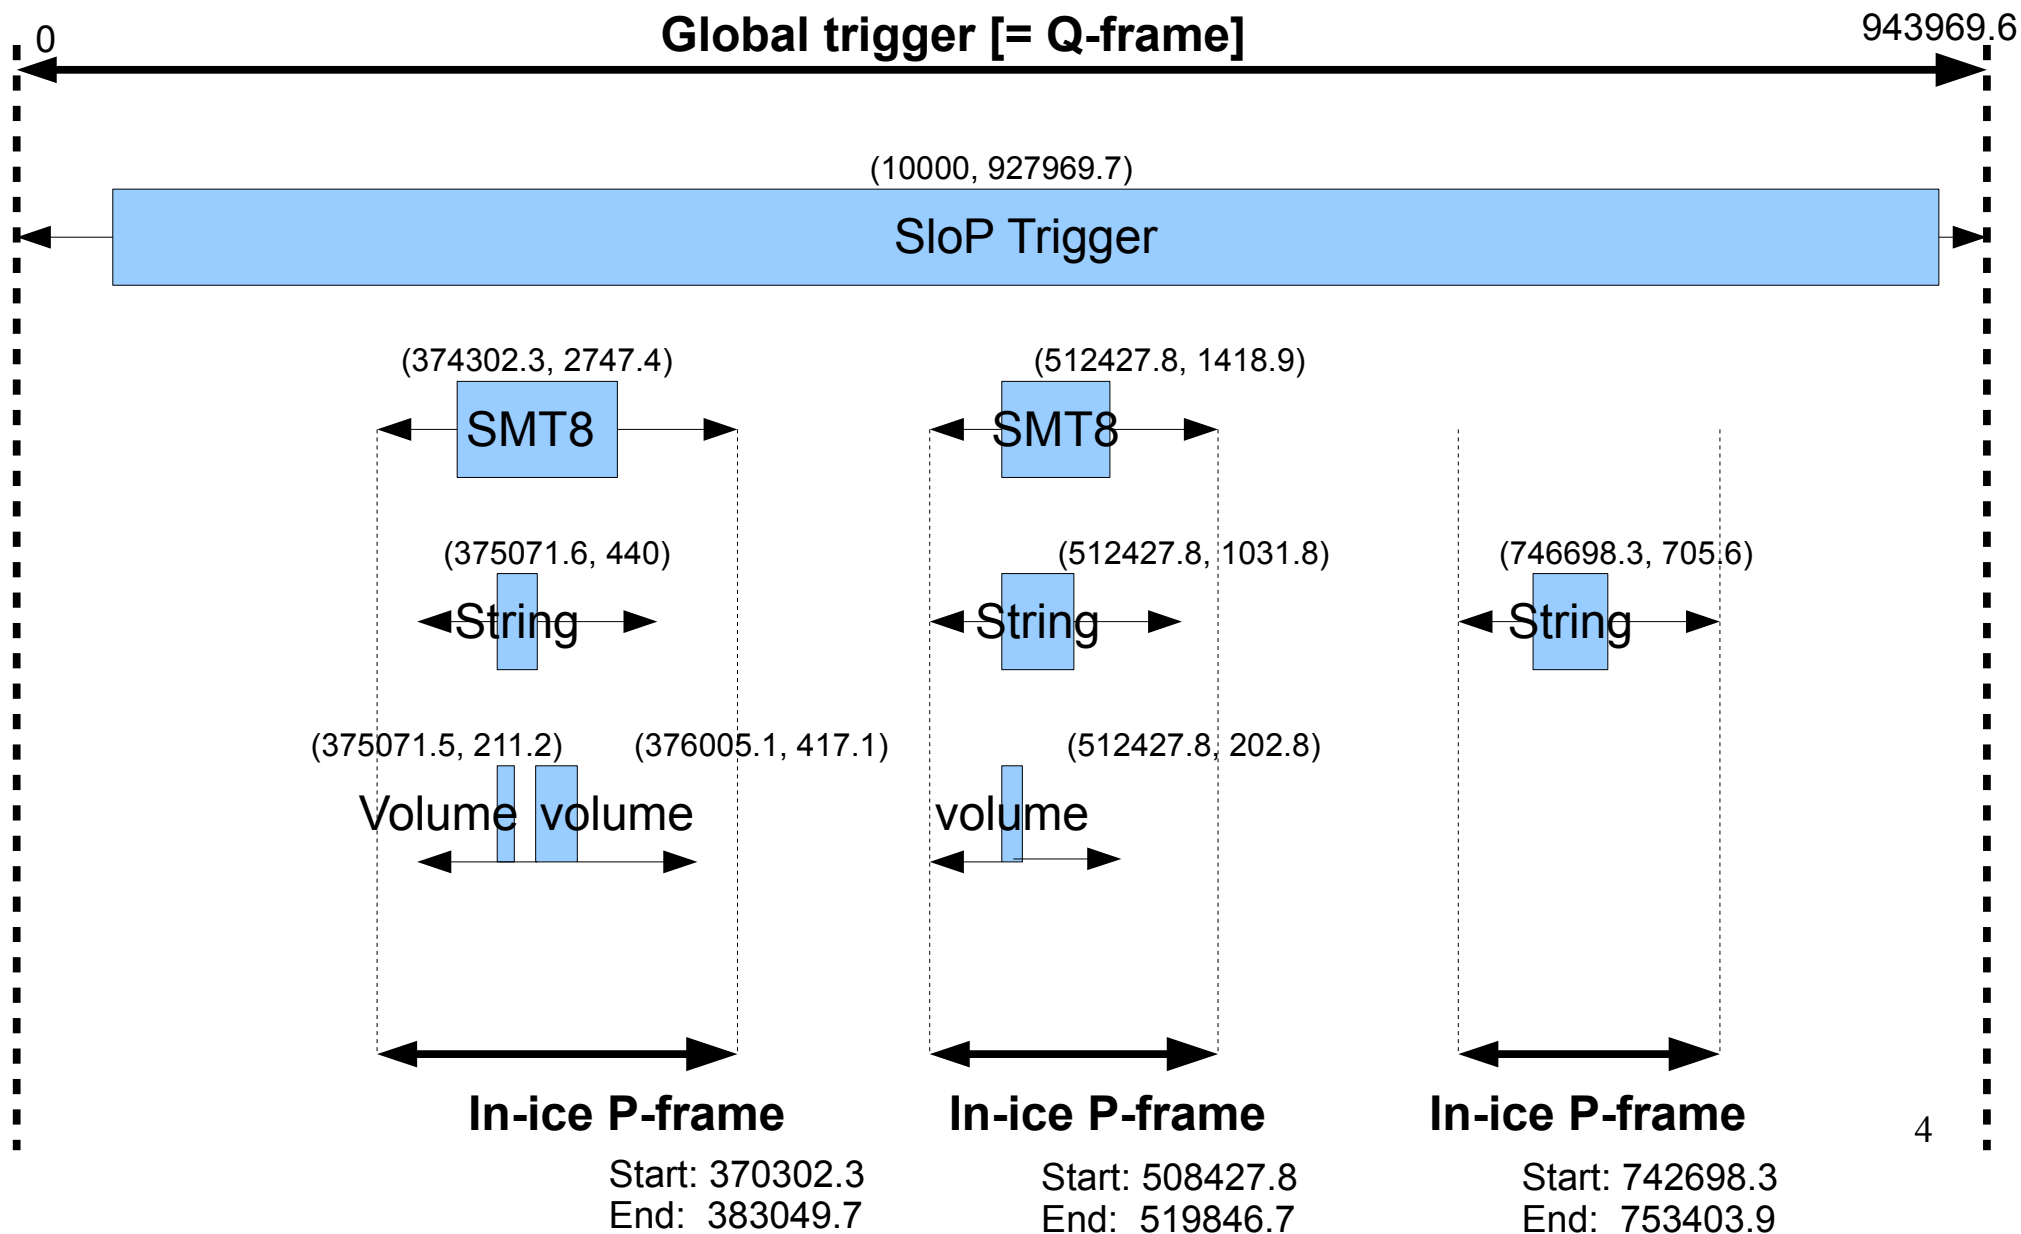 Global trigger [= Q-frame]
0
943969.6
(10000, 927969.7)
SloP Trigger
(374302.3, 2747.4)
(512427.8, 1418.9)
SMT8
SMT8
(375071.6, 440)
(512427.8, 1031.8)
(746698.3, 705.6)
String
String
String
(375071.5, 211.2)
(376005.1, 417.1)
(512427.8, 202.8)
Volume
volume
volume
In-ice P-frame
In-ice P-frame
In-ice P-frame
4
Start: 370302.3
End: 383049.7
Start: 508427.8
End: 519846.7
Start: 742698.3
End: 753403.9